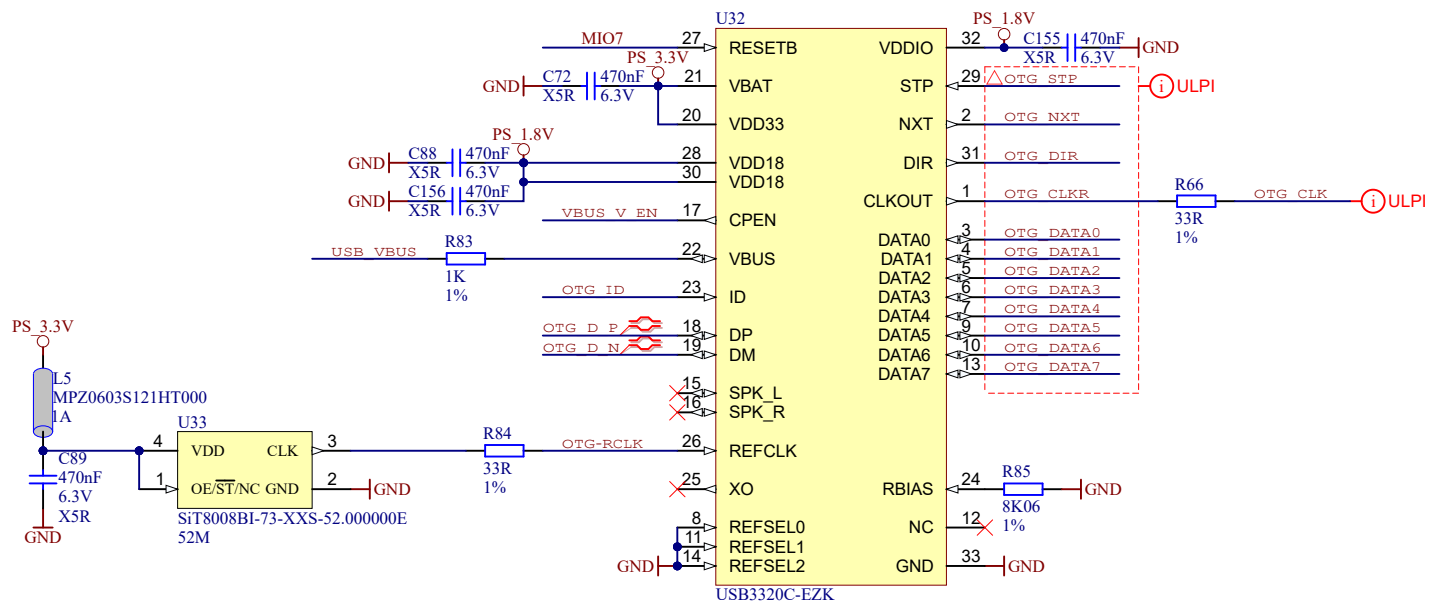 U32
PS_1.8V
MIO7
27
RESETB
VDDIO
32
C155
470nF
X5R
6.3V
GND
PS_3.3V
GND
C72
470nF
X5R
6.3V
21
VBAT
STP
29
OTG_STP
i
ULPI
20
VDD33
NXT
2
OTG_NXT
PS_1.8V
GND
C88
470nF
X5R
6.3V
28
VDD18
DIR
31
OTG_DIR
30
VDD18
GND
C156
470nF
X5R
6.3V
CLKOUT
1
OTG_CLKR
R66
33R
1%
OTG_CLK
i
ULPI
VBUS_V_EN
17
CPEN
DATA0
3
OTG_DATA0
USB_VBUS
R83
1K
1%
22
VBUS
DATA1
4
OTG_DATA1
DATA2
5
OTG_DATA2
OTG_ID
23
ID
DATA3
6
OTG_DATA3
DATA4
7
OTG_DATA4
OTG_D_P
18
DP
DATA5
9
OTG_DATA5
OTG_D_N
19
DM
DATA6
10
OTG_DATA6
DATA7
13
OTG_DATA7
PS_3.3V
L5
MPZ0603S121HT000
1A
15
SPK_L
16
SPK_R
U33
4
VDD
CLK
3
R84
33R
1%
OTG-RCLK
26
REFCLK
C89
470nF
6.3V
X5R
GND
1
OE/ST/NC
GND
2
GND
SiT8008BI-73-XXS-52.000000E
52M
25
XO
RBIAS
24
R85
8K06
1%
GND
8
REFSEL0
NC
12
11
REFSEL1
GND
14
REFSEL2
GND
33
GND
USB3320C-EZK